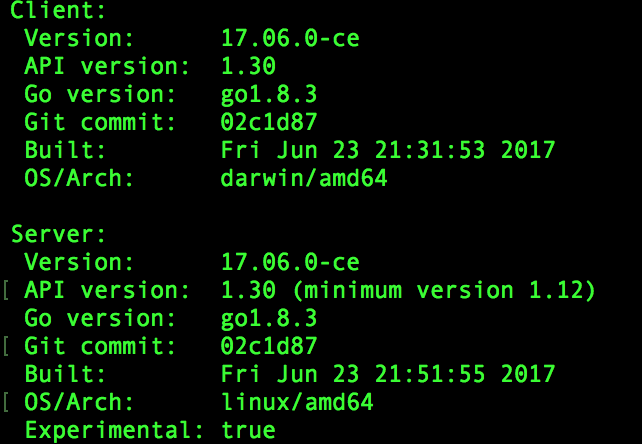 Client:
 Version:      17.06.0-ce
 API version:  1.30
 Go version:   go1.8.3
 Git commit:   02c1d87
 Built:        Fri Jun 23 21:31:53 2017
 OS/Arch:      darwin/amd64

Server:
 Version:      17.06.0-ce
[ API version:  1.30 (minimum version 1.12)
 Go version:   go1.8.3
[ Git commit:   02c1d87
 Built:        Fri Jun 23 21:51:55 2017
[ OS/Arch:      linux/amd64
 Experimental: true